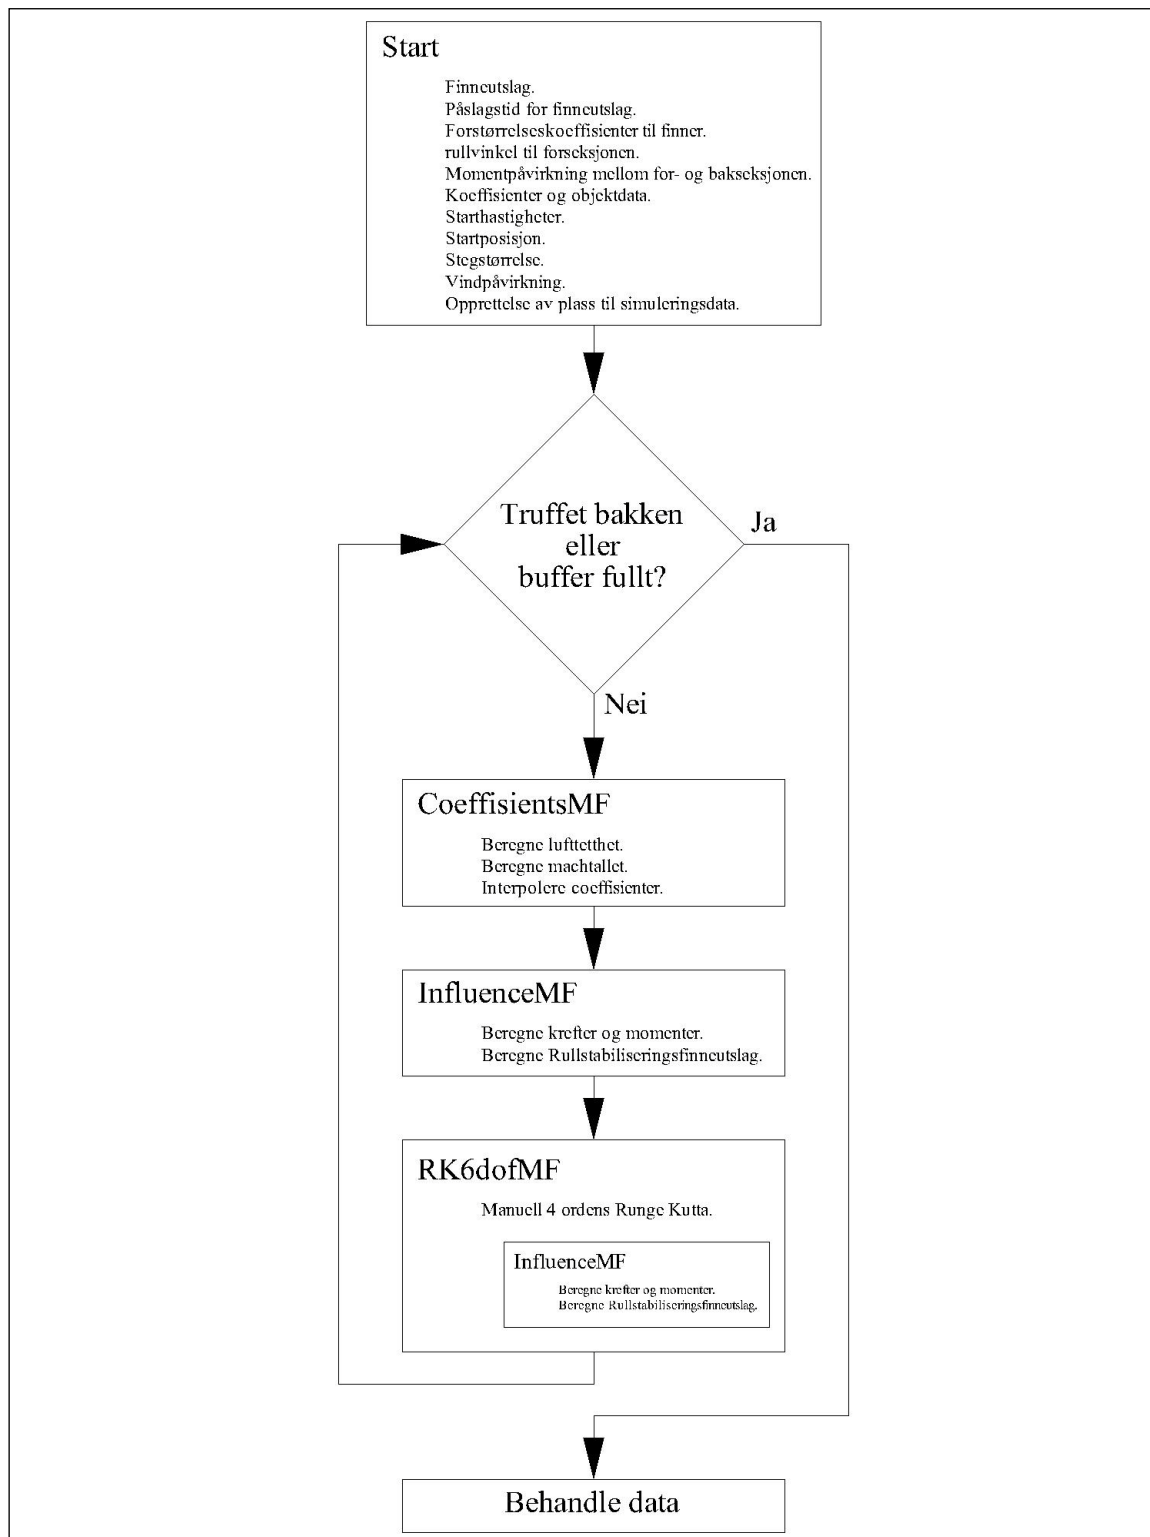 Start
Finneutslag.
Påslagstid for finneutslag.
Forstørrelseskoeffisienter til finner.
rullvinkel til forseksjonen.
Momentpåvirkning mellom for- og bakseksjonen.
Koeffisienter og objektdata.
Starthastigheter.
Startposisjon.
Stegstørrelse.
Vindpåvirkning.
Opprettelse av plass til simuleringsdata.
Truffet bakken
eller
buffer fullt?
Ja
Nei
CoeffisientsMF
Beregne lufttetthet.
Beregne machtallet.
Interpolere coeffisienter.
InfluenceMF
Beregne krefter og momenter.
Beregne Rullstabiliseringsfinneutslag.
RK6dofMF
Manuell 4 ordens Runge Kutta.
InfluenceMF
Beregne krefter og momenter.
Beregne Rullstabiliseringsfinneutslag.
Behandle data